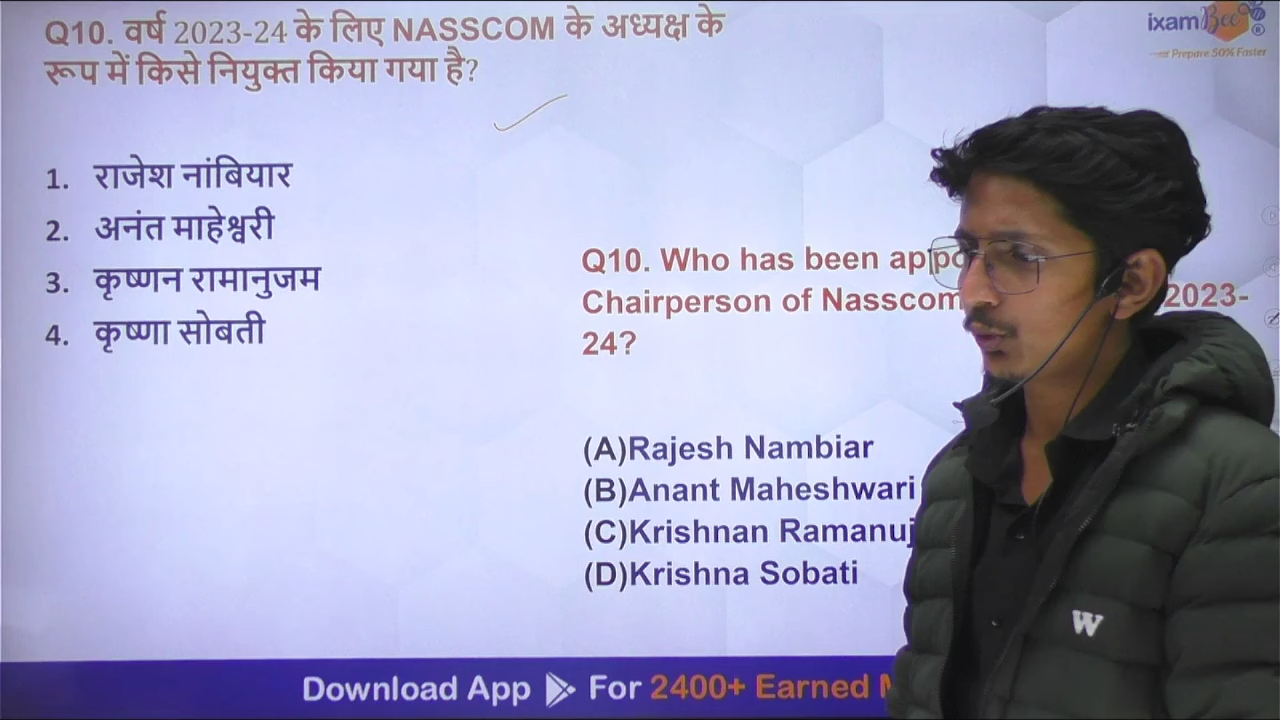 Q10. वर्ष 2023-24 के लिए NASSCOM के अध्यक्ष के
रूप में किसे नियुक्त किया गया है?
ixamBee
Prepare 50% Faster
1. राजेश नांबियार
2. अनंत माहेश्वरी
3. कृष्णन रामानुजम
4. कृष्णा सोबती
Q10. Who has been appo
Chairperson of Nasscom 2023-
24?
(A)Rajesh Nambiar
(B)Anant Maheshwari
(C)Krishnan Ramanuj
(D)Krishna Sobati
W
Download App For 2400+ Earned